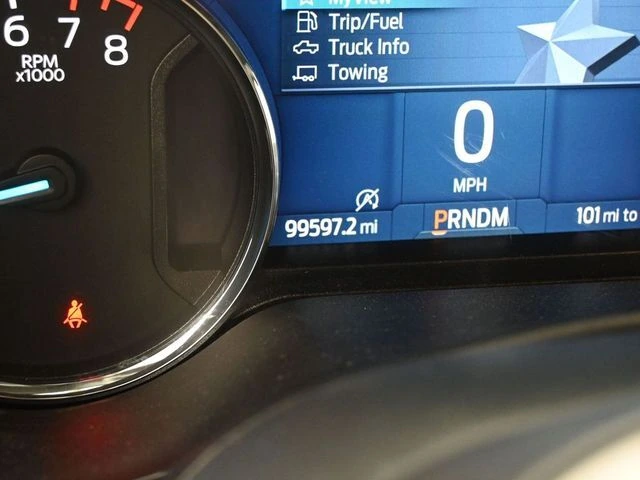 MyView
Trip/Fuel
Truck Info
Towing
6
7
8
RPM
x1000
0
MPH
99597.2 mi
PRNDM
101 mi to